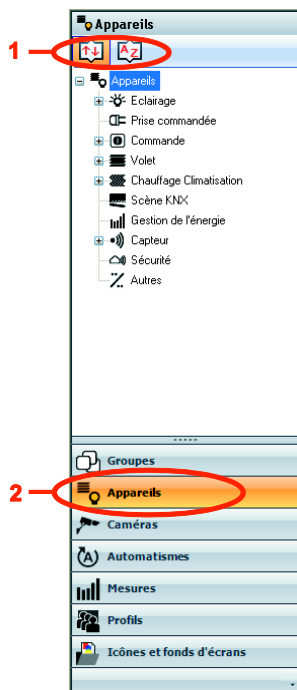 Appareils
1
A Z
Appareils
Eclairage
Prise commandée
Commande
Volet
Chauffage Climatisation
Scène KNX
Gestion de l'énergie
Capteur
Sécurité
Autres
Groupes
2
Appareils
Caméras
A
Automatismes
Mesures
Profils
Icônes et fonds d'écrans